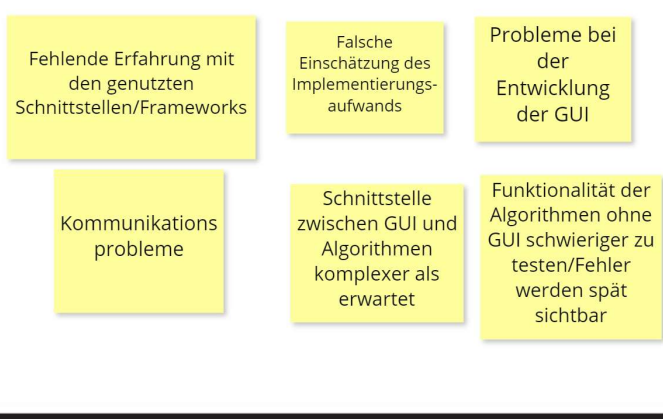 Fehlende Erfahrung mit
den genutzten
Schnittstellen/Frameworks
Falsche
Einschätzung des
Implementierungs-
aufwands
Probleme bei
der
Entwicklung
der GUI
Kommunikations
probleme
Schnittstelle
zwischen GUI und
Algorithmen
komplexer als
erwartet
Funktionalität der
Algorithmen ohne
GUI schwieriger zu
testen/Fehler
werden spät
sichtbar